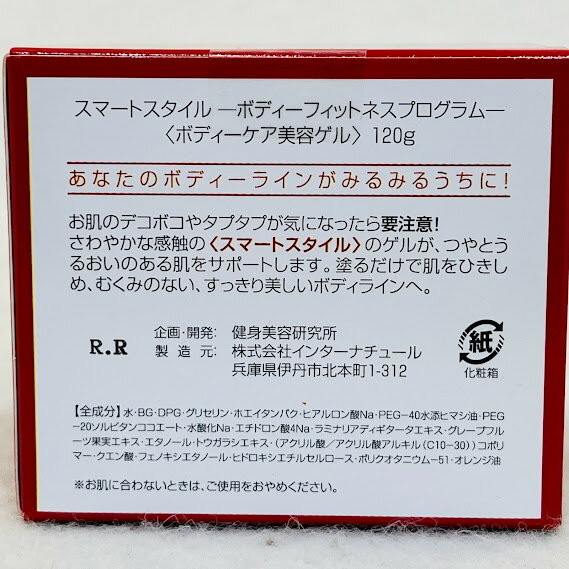 スマートスタイル ―ボディーフィットネスプログラム―
〈ボディーケア美容ゲル〉 120g
あなたのボディーラインがみるみるうちに!
お肌のデコボコやタプタプが気になったら要注意!
さわやかな感触の〈スマートスタイル〉のゲルが、つやとう
るおいのある肌をサポートします。塗るだけで肌をひきし
め、むくみのない、すっきり美しいボディラインへ。
R.R
企画・開発: 健身美容研究所
製造元: 株式会社インターナチュール
兵庫県伊丹市北本町1-312
紙
化粧箱
【全成分】水・BG・DPG・グリセリン・ホエイタンパク・ヒアルロン酸Na・PEG-40水添ヒマシ油・PEG
-20ソルビタンココエート・水酸化Na・エチドロン酸4Na・ラミナリアディギータタエキス・グレープフル
ーツ果実エキス・エタノール・トウガラシエキス・(アクリル酸/アクリル酸アルキル(C10-30))コポリ
マー・クエン酸・フェノキシエタノール・ヒドロキシエチルセルロース・ポリクオタニウム-51・オレンジ油
※お肌に合わないときは、ご使用をおやめください。